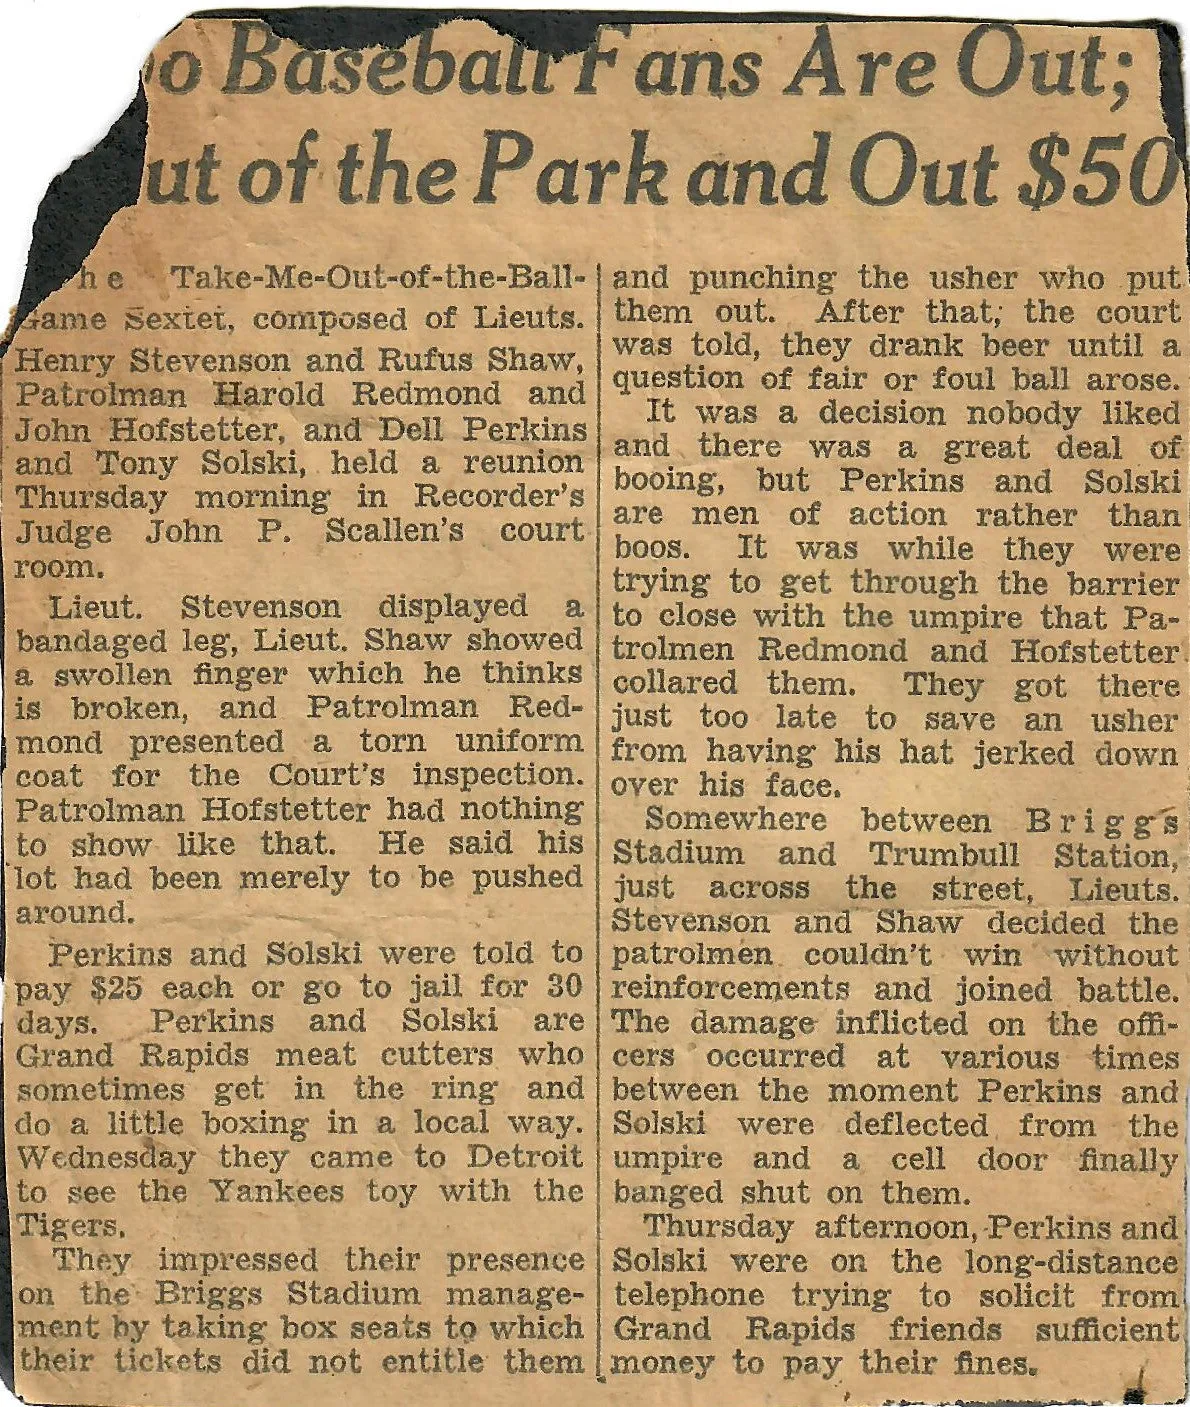 o Baseball Fans Are Out;
ut of the Park and Out $50
he Take-Me-Out-of-the-Ball-
Game Sextet, composed of Lieuts.
Henry Stevenson and Rufus Shaw,
Patrolman Harold Redmond and
John Hofstetter, and Dell Perkins
and Tony Solski, held a reunion
Thursday morning in Recorder's
Judge John P. Scallen's court
room.
Lieut. Stevenson displayed a
bandaged leg, Lieut. Shaw showed
a swollen finger which he thinks
is broken, and Patrolman Red-
mond presented a torn uniform
coat for the Court's inspection.
Patrolman Hofstetter had nothing
to show like that. He said his
lot had been merely to be pushed
around.
Perkins and Solski were told to
pay $25 each or go to jail for 30
days. Perkins and Solski are
Grand Rapids meat cutters who
sometimes get in the ring and
do a little boxing in a local way.
Wednesday they came to Detroit
to see the Yankees toy with the
Tigers.
They impressed their presence
on the Briggs Stadium manage-
ment by taking box seats to which
their tickets did not entitle them
and punching the usher who put
them out. After that, the court
was told, they drank beer until a
question of fair or foul ball arose.
It was a decision nobody liked
and there was a great deal of
booing, but Perkins and Solski
are men of action rather than
boos. It was while they were
trying to get through the barrier
to close with the umpire that Pa-
trolmen Redmond and Hofstetter
collared them. They got there
just too late to save an usher
from having his hat jerked down
over his face.
Somewhere between Briggs
Stadium and Trumbull Station,
just across the street, Lieuts.
Stevenson and Shaw decided the
patrolmen couldn't win without
reinforcements and joined battle.
The damage inflicted on the offi-
cers occurred at various times
between the moment Perkins and
Solski were deflected from the
umpire and a cell door finally
banged shut on them.
Thursday afternoon, Perkins and
Solski were on the long-distance
telephone trying to solicit from
Grand Rapids friends sufficient
money to pay their fines.